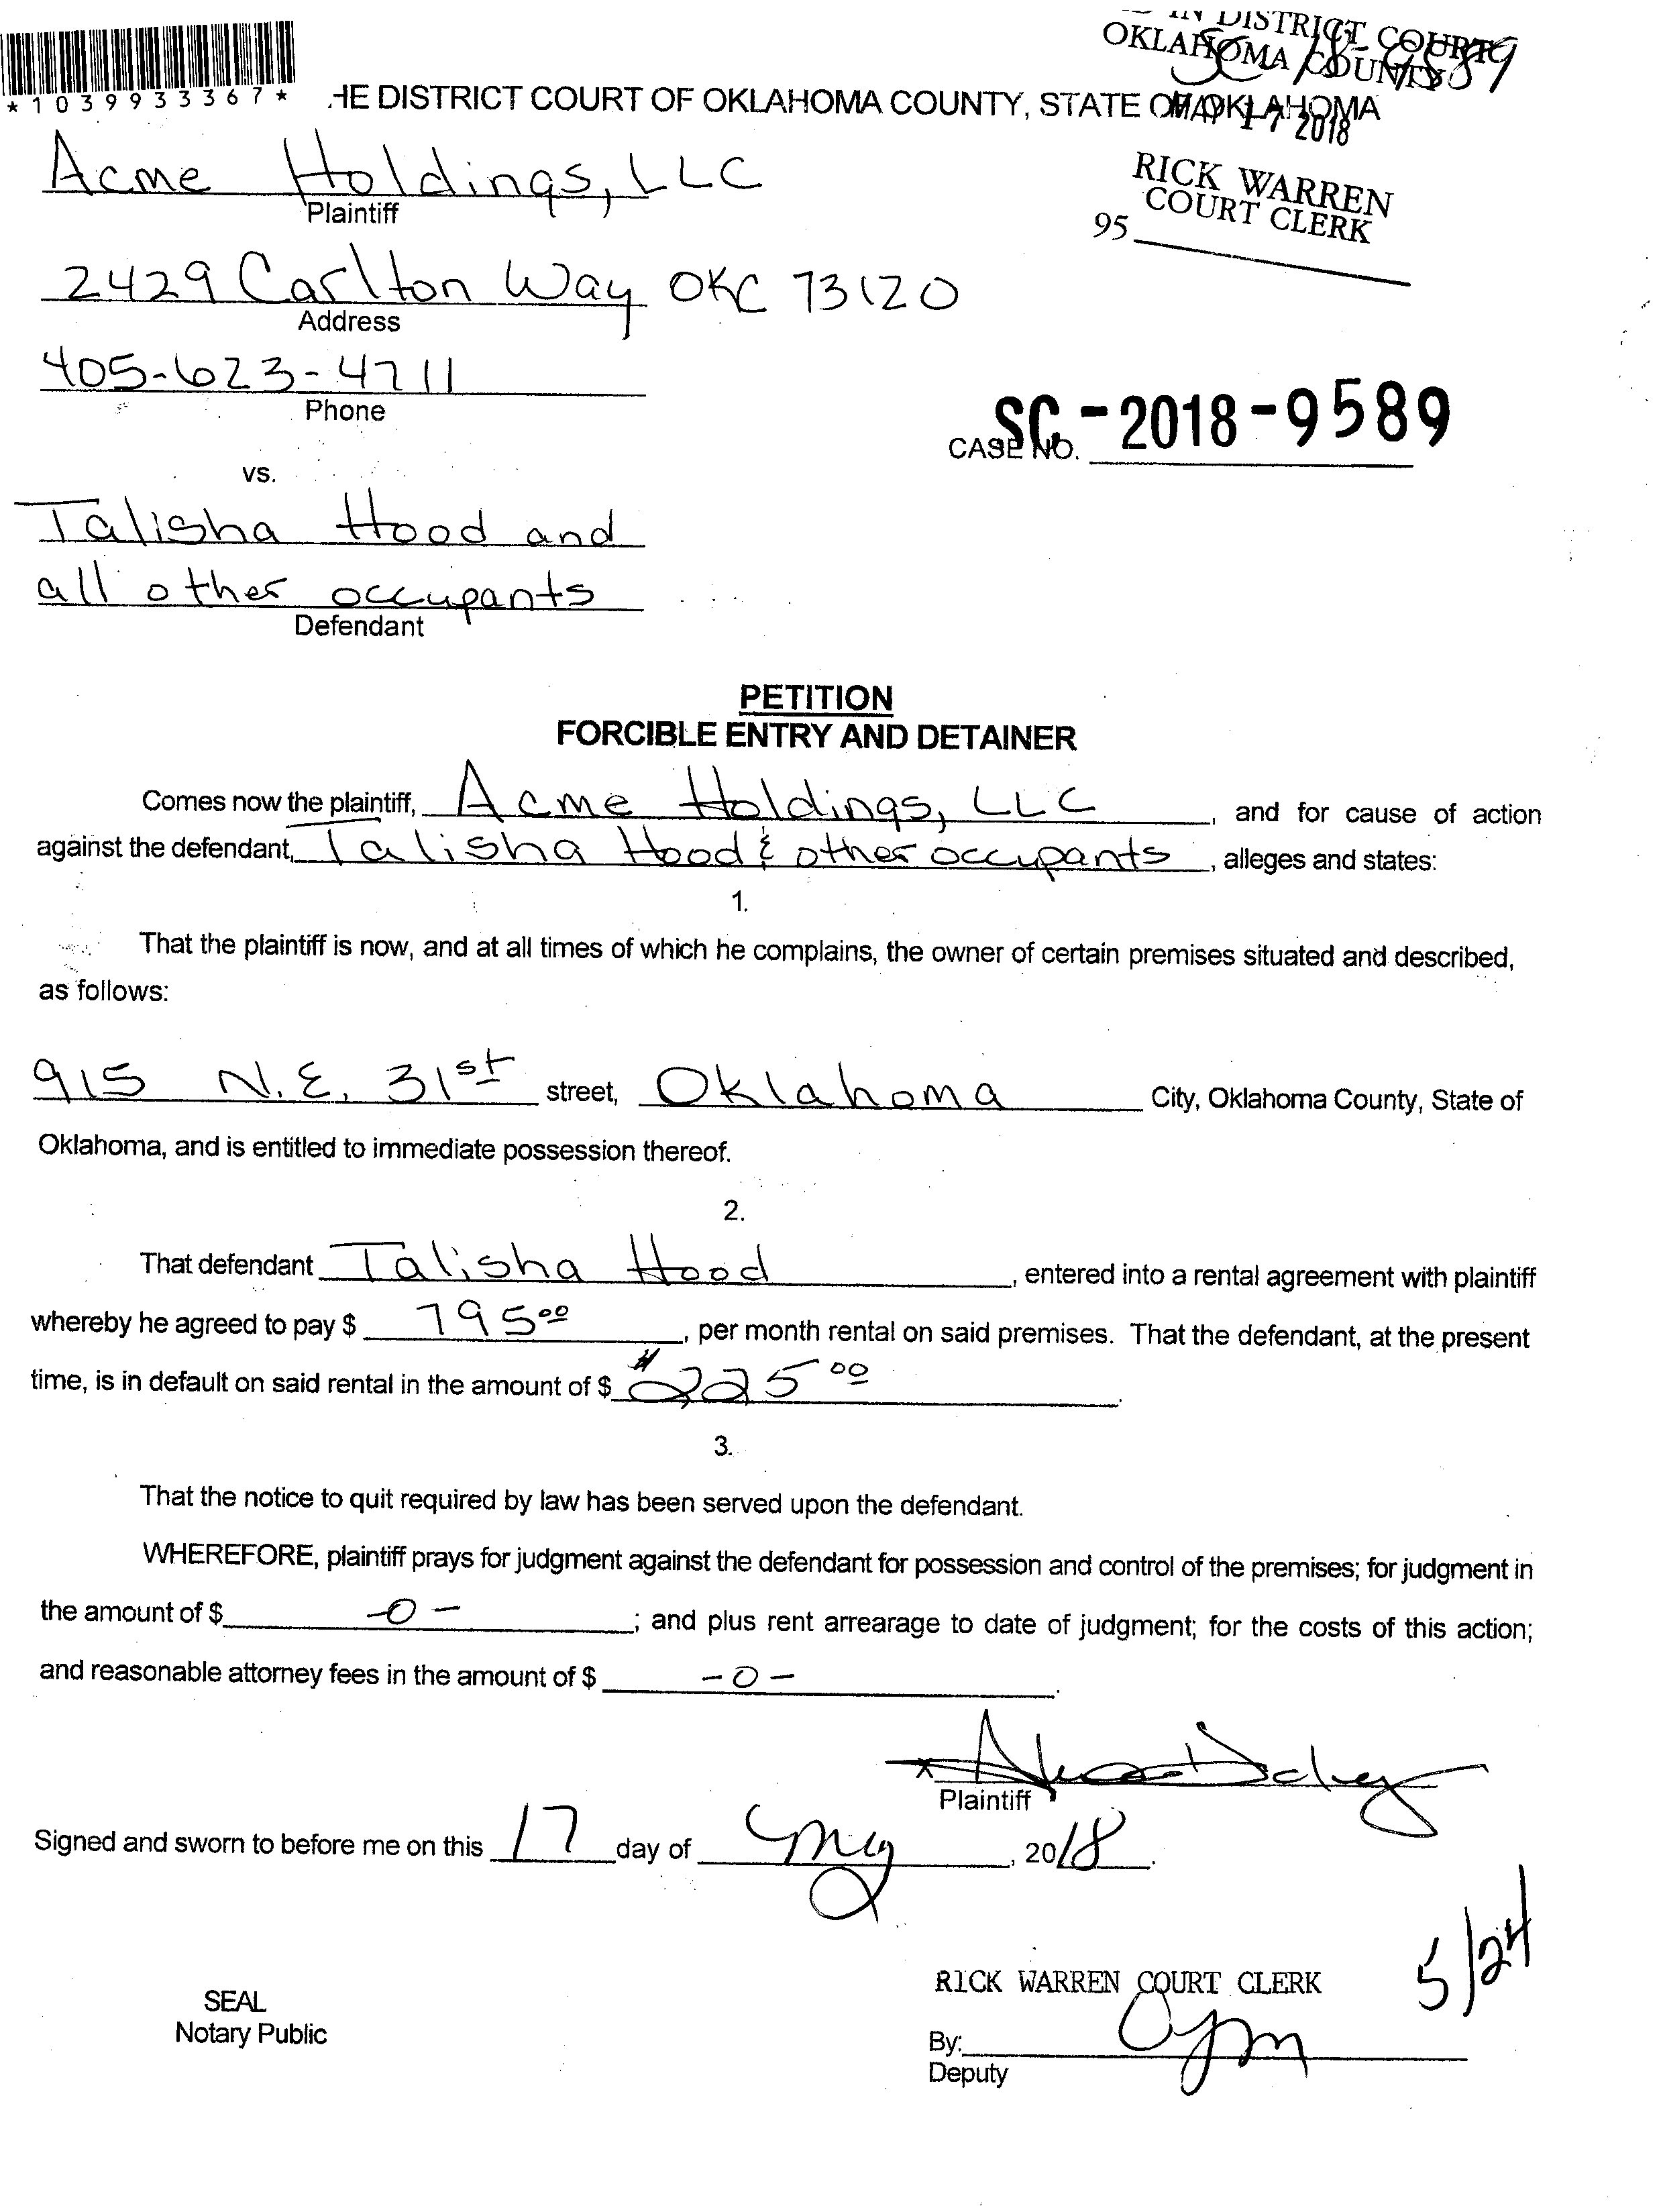 IN DISTRICT COURT
OKLAHOMA COUNTY
SC 18-9589
*1039933367*
HE DISTRICT COURT OF OKLAHOMA COUNTY, STATE OF OKLAHOMA
MAY 17 2018
Acme Holdings, LLC
Plaintiff
RICK WARREN
COURT CLERK
95
2429 Carlton Way OKC 73120
Address
405-623-4711
Phone
CASE NO. SC-2018-9589
vs.
Talisha Hood and
all other occupants
Defendant
PETITION
FORCIBLE ENTRY AND DETAINER
Comes now the plaintiff, Acme Holdings, LLC, and for cause of action
against the defendant, Talisha Hood & other occupants, alleges and states:
1.
That the plaintiff is now, and at all times of which he complains, the owner of certain premises situated and described,
as follows:
915 N.E. 31st street, Oklahoma City, Oklahoma County, State of
Oklahoma, and is entitled to immediate possession thereof.
2.
That defendant Talisha Hood, entered into a rental agreement with plaintiff
whereby he agreed to pay $ 795 00, per month rental on said premises. That the defendant, at the present
time, is in default on said rental in the amount of $ $225 00.
3.
That the notice to quit required by law has been served upon the defendant.
WHEREFORE, plaintiff prays for judgment against the defendant for possession and control of the premises; for judgment in
the amount of $ -0-; and plus rent arrearage to date of judgment; for the costs of this action;
and reasonable attorney fees in the amount of $ -0-.
x
Plaintiff
Signed and sworn to before me on this 17 day of May, 2018.
5/24
RICK WARREN COURT CLERK
SEAL
Notary Public
By:
Deputy